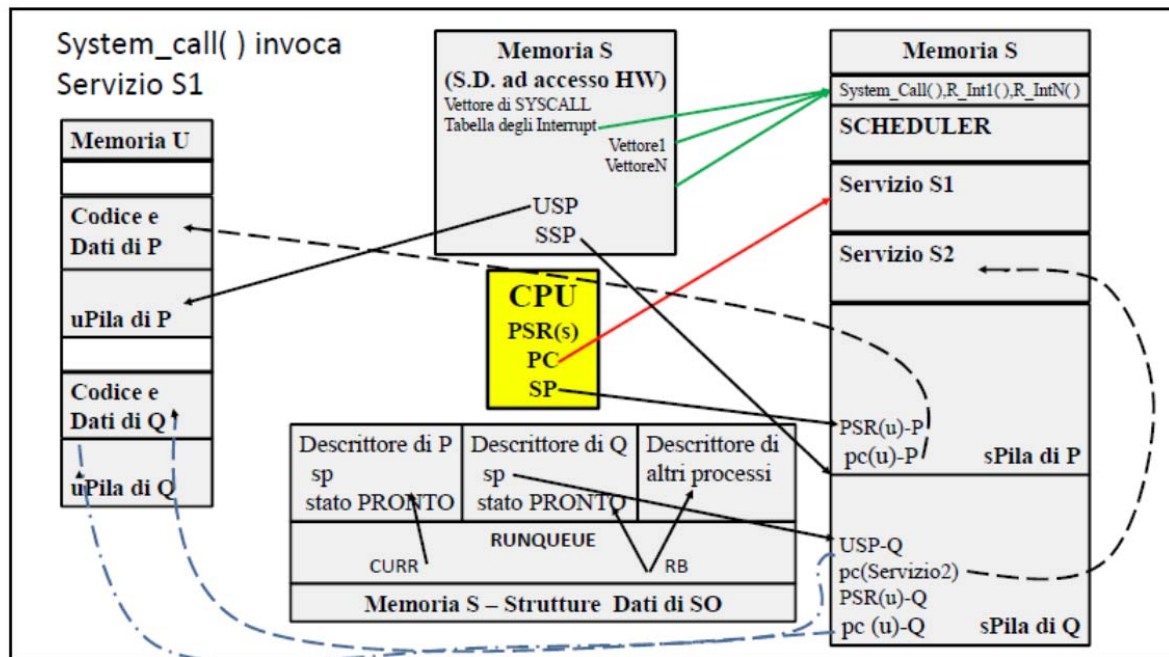 System_call( ) invoca
Servizio S1
Memoria U
Codice e
Dati di P
uPila di P
Codice e
Dati di Q
uPila di Q
Memoria S
(S.D. ad accesso HW)
Vettore di SYSCALL
Tabella degli Interrupt
Vettore1
VettoreN
USP
SSP
CPU
PSR(s)
PC
SP
Descrittore di P
sp
stato PRONTO
Descrittore di Q
sp
stato PRONTO
Descrittore di
altri processi
RUNQUEUE
CURR
RB
Memoria S – Strutture Dati di SO
Memoria S
System_Call(),R_Int1(),R_IntN()
SCHEDULER
Servizio S1
Servizio S2
PSR(u)-P
pc(u)-P
sPila di P
USP-Q
pc(Servizio2)
PSR(u)-Q
pc (u)-Q
sPila di Q